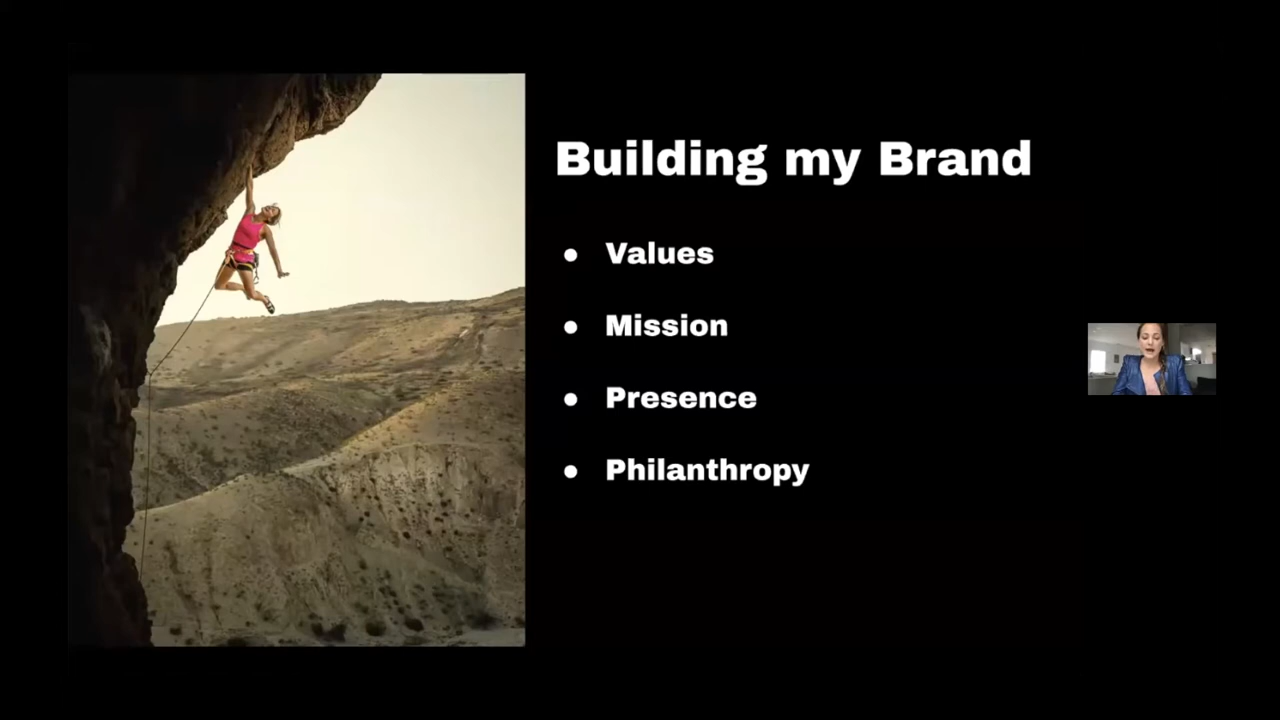 Building my Brand
● Values
● Mission
● Presence
● Philanthropy